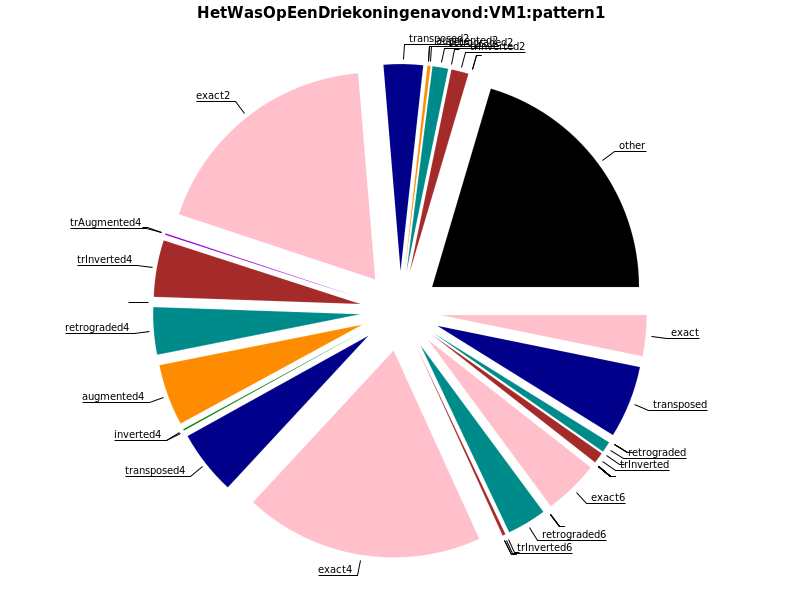 HetWasOpEenDriekoningenavond:VM1:pattern1
transposed2
trInverted2
exact2
other
trAugmented4
trInverted4
retrograded4
augmented4
inverted4
transposed4
exact4
trInverted6
retrograded6
exact6
trInverted
retrograded
transposed
exact